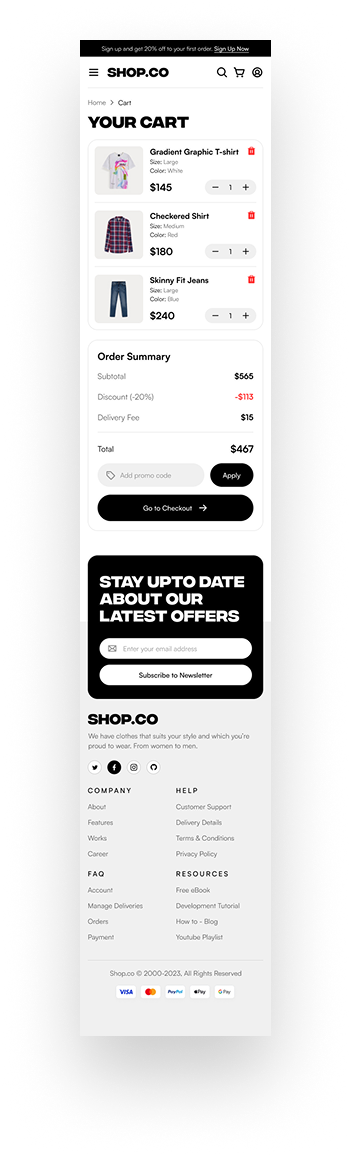 Sign up and get 20% off to your first order. Sign Up Now
SHOP.CO
Home > Cart
YOUR CART
Gradient Graphic T-shirt
Size: Large
Color: White
$145
− 1 +
Checkered Shirt
Size: Medium
Color: Red
$180
− 1 +
Skinny Fit Jeans
Size: Large
Color: Blue
$240
− 1 +
Order Summary
Subtotal $565
Discount (-20%) -$113
Delivery Fee $15
Total $467
Add promo code Apply
Go to Checkout →
STAY UPTO DATE
ABOUT OUR
LATEST OFFERS
Enter your email address
Subscribe to Newsletter
SHOP.CO
We have clothes that suits your style and which you're
proud to wear. From women to men.
COMPANY HELP
About Customer Support
Features Delivery Details
Works Terms & Conditions
Career Privacy Policy
FAQ RESOURCES
Account Free eBook
Manage Deliveries Development Tutorial
Orders How to - Blog
Payment Youtube Playlist
Shop.co © 2000-2023, All Rights Reserved
VISA PayPal Pay G Pay